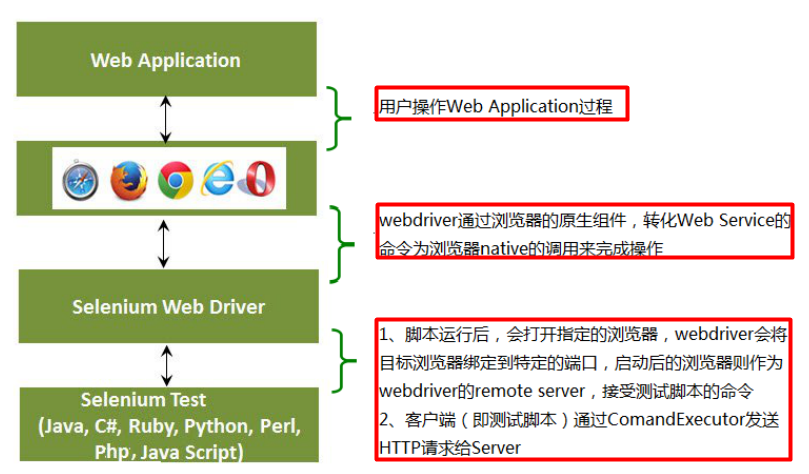 Web Application
用户操作Web Application过程
webdriver通过浏览器的原生组件，转化Web Service的
命令为浏览器native的调用来完成操作
Selenium Web Driver
1、脚本运行后，会打开指定的浏览器，webdriver会将
目标浏览器绑定到特定的端口，启动后的浏览器则作为
webdriver的remote server，接受测试脚本的命令
2、客户端（即测试脚本）通过ComandExecutor发送
HTTP请求给Server
Selenium Test
(Java, C#, Ruby, Python, Perl,
Php, Java Script)